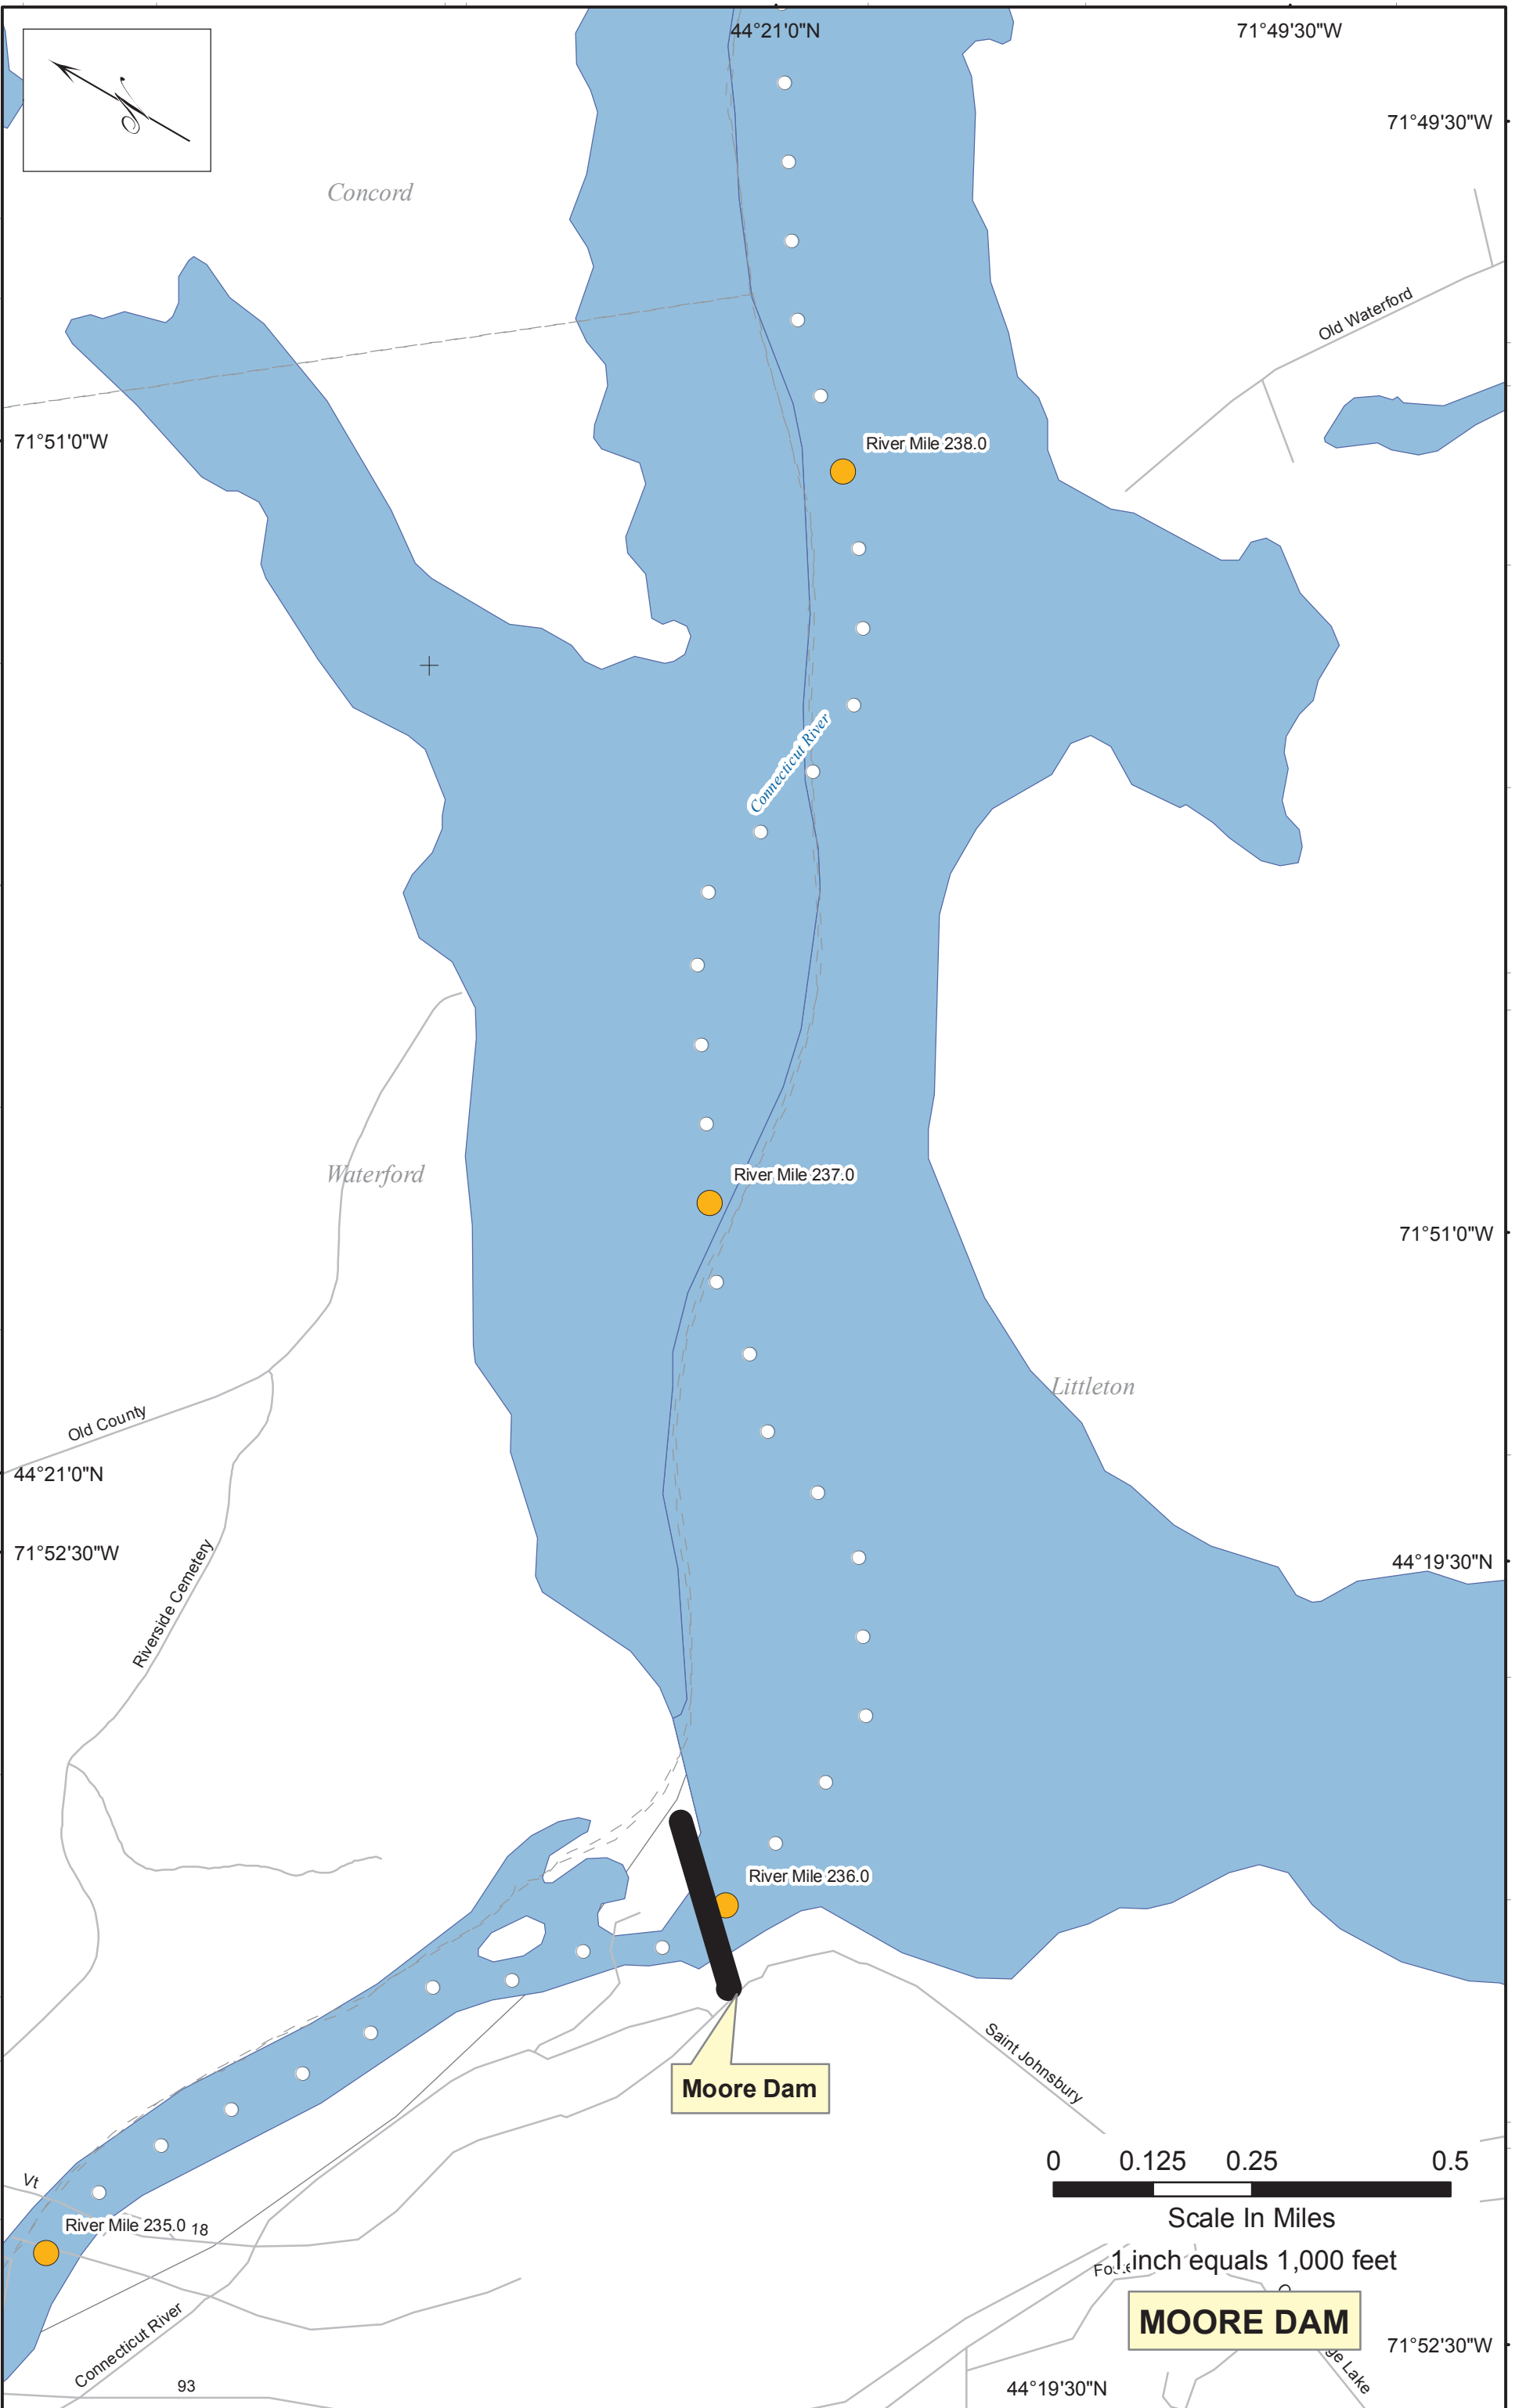 44°21'0"N
71°49'30"W
71°49'30"W
N
Concord
Old Waterford
71°51'0"W
River Mile 238.0
Connecticut River
Waterford
River Mile 237.0
71°51'0"W
Littleton
Old County
44°21'0"N
71°52'30"W
44°19'30"N
Riverside Cemetery
River Mile 236.0
Saint Johnsbury
Moore Dam
0 0.125 0.25 0.5
Vt
River Mile 235.0
18
Scale In Miles
1 inch equals 1,000 feet
MOORE DAM
Connecticut River
71°52'30"W
93
44°19'30"N
Lake